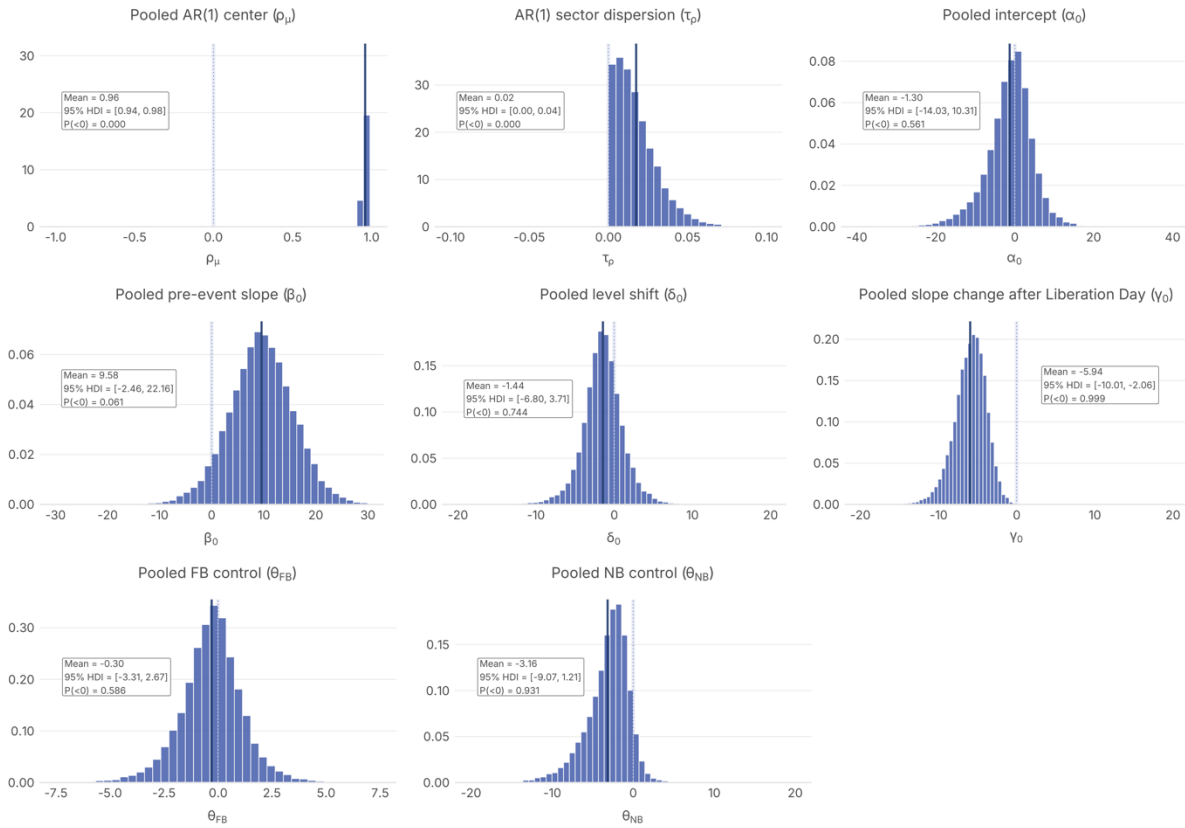 Pooled AR(1) center (ρμ)
30
20
10
0
Mean = 0.96
95% HDI = [0.94, 0.98]
P(<0) = 0.000
-1.0 -0.5 0.0 0.5 1.0
ρμ
AR(1) sector dispersion (τρ)
30
20
10
0
Mean = 0.02
95% HDI = [0.00, 0.04]
P(<0) = 0.000
-0.10 -0.05 0.00 0.05 0.10
τρ
Pooled intercept (α₀)
0.08
0.06
0.04
0.02
0.00
Mean = -1.30
95% HDI = [-14.03, 10.31]
P(<0) = 0.561
-40 -20 0 20 40
α₀
Pooled pre-event slope (β₀)
0.06
0.04
0.02
0.00
Mean = 9.58
95% HDI = [-2.46, 22.16]
P(<0) = 0.061
-30 -20 -10 0 10 20 30
β₀
Pooled level shift (δ₀)
0.15
0.10
0.05
0.00
Mean = -1.44
95% HDI = [-6.80, 3.71]
P(<0) = 0.744
-20 -10 0 10 20
δ₀
Pooled slope change after Liberation Day (γ₀)
0.20
0.15
0.10
0.05
0.00
Mean = -5.94
95% HDI = [-10.01, -2.06]
P(<0) = 0.999
-20 -10 0 10 20
γ₀
Pooled FB control (θFB)
0.30
0.20
0.10
0.00
Mean = -0.30
95% HDI = [-3.31, 2.67]
P(<0) = 0.586
-7.5 -5.0 -2.5 0.0 2.5 5.0 7.5
θFB
Pooled NB control (θNB)
0.15
0.10
0.05
0.00
Mean = -3.16
95% HDI = [-9.07, 1.21]
P(<0) = 0.931
-20 -10 0 10 20
θNB